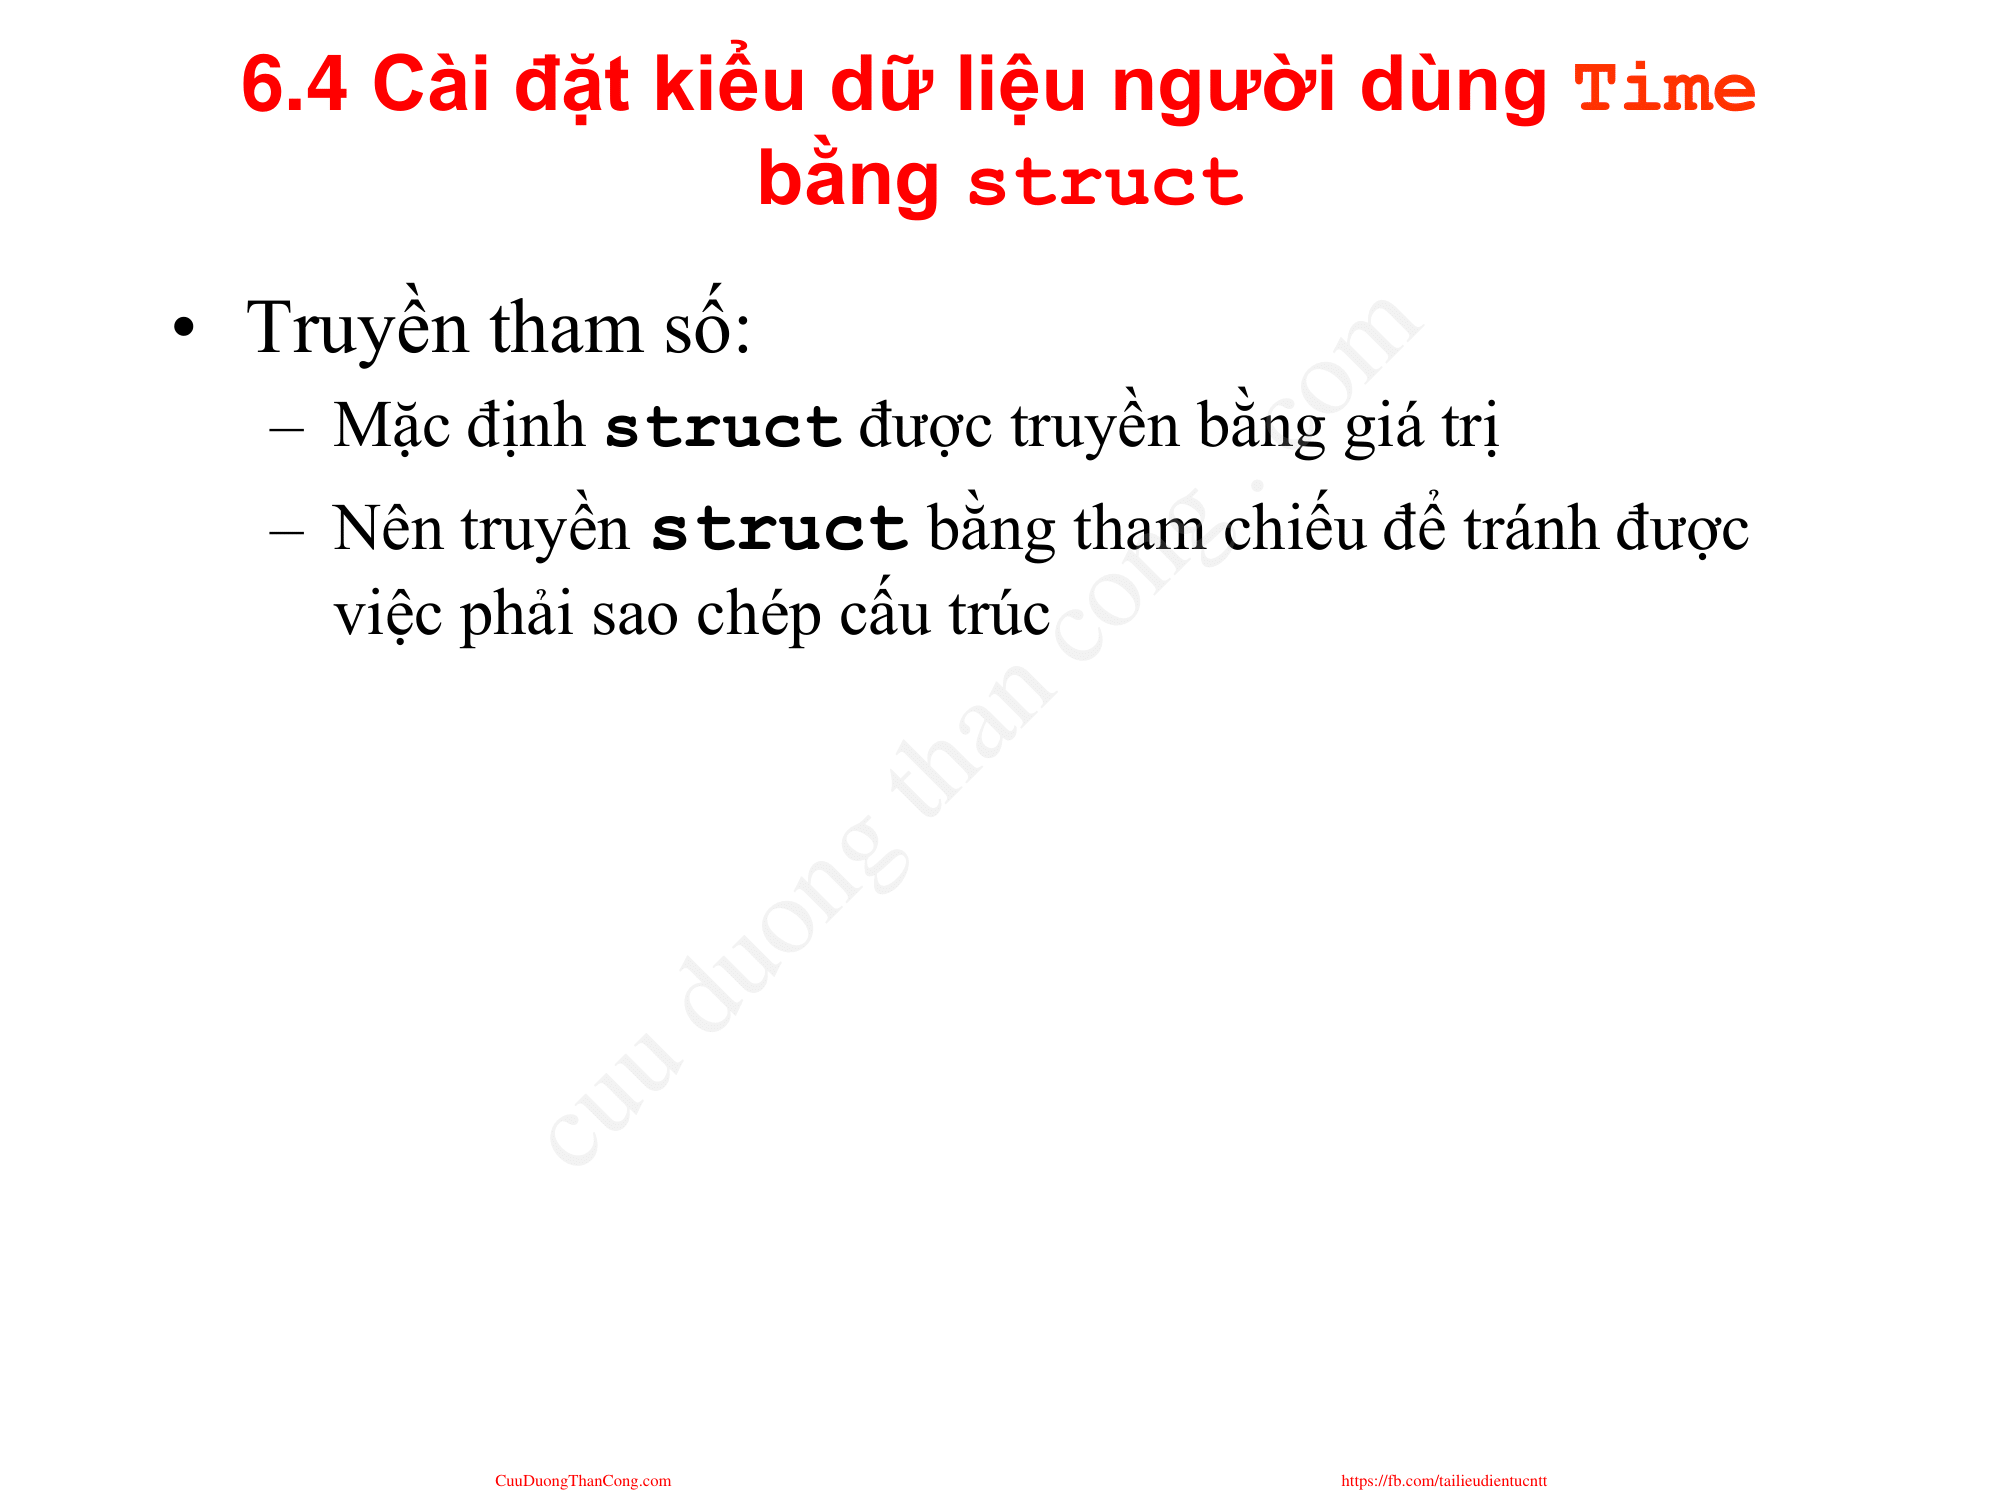 6.4 Cài đặt kiểu dữ liệu người dùng Time
bằng struct
• Truyền tham số:
– Mặc định struct được truyền bằng giá trị
– Nên truyền struct bằng tham chiếu để tránh được
việc phải sao chép cấu trúc
cuu duong than cong . com
CuuDuongThanCong.com
https://fb.com/tailieudientucntt